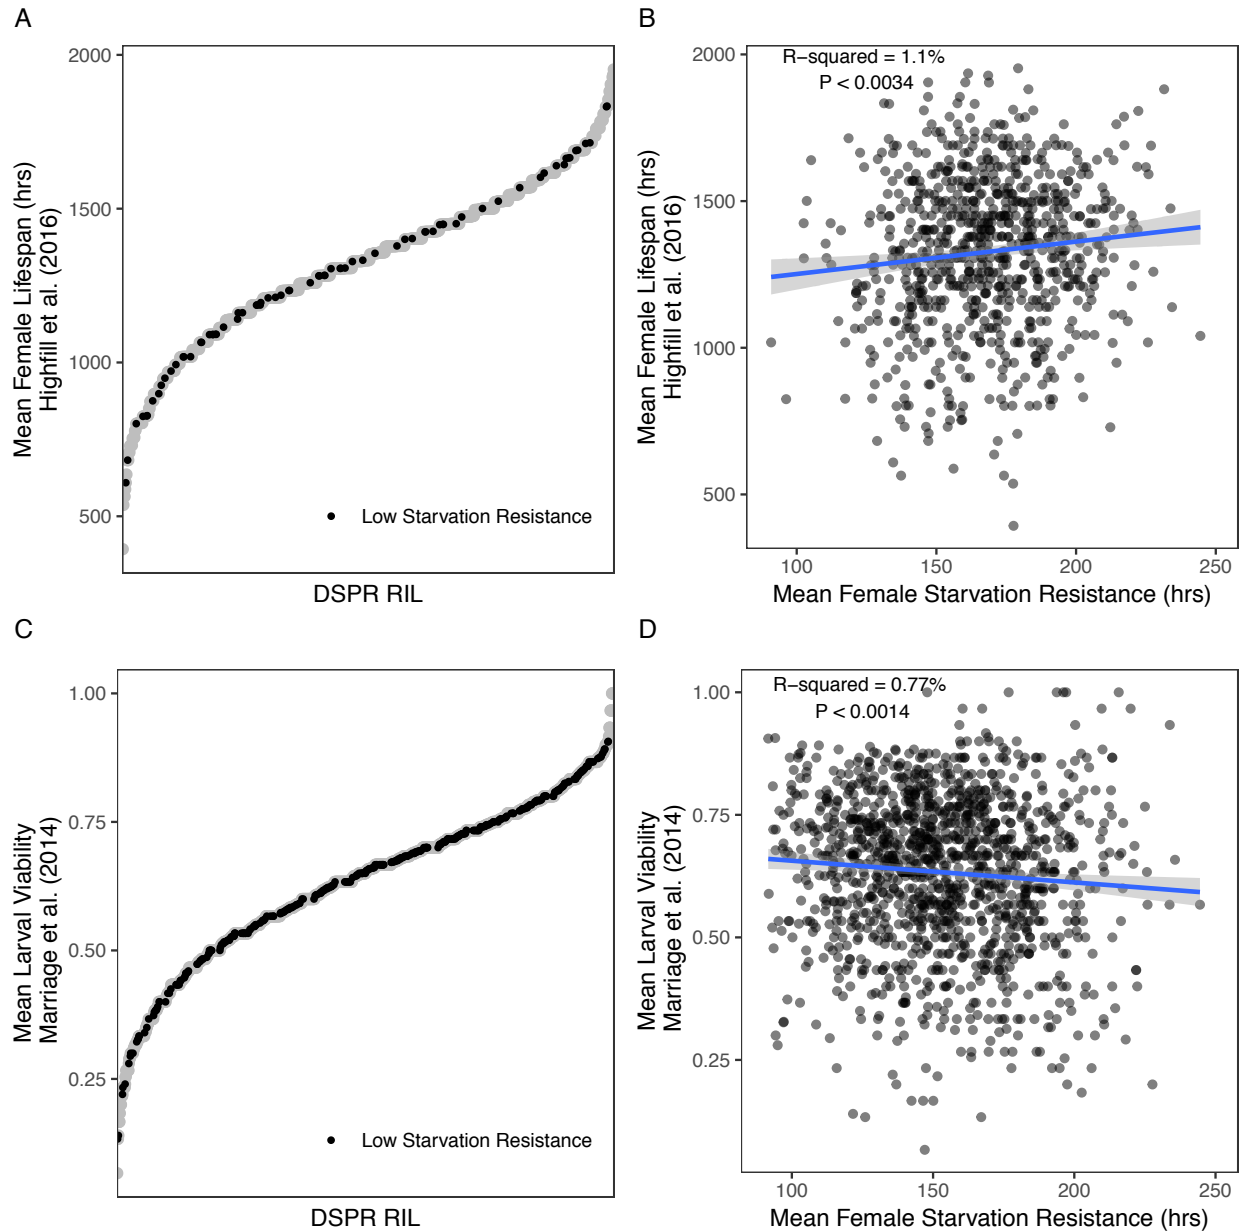 A
Mean Female Lifespan (hrs)
Highfill et al. (2016)
2000
1500
1000
500
Low Starvation Resistance
DSPR RIL
B
Mean Female Lifespan (hrs)
Highfill et al. (2016)
2000
1500
1000
500
R−squared = 1.1%
P < 0.0034
100 150 200 250
Mean Female Starvation Resistance (hrs)
C
Mean Larval Viability
Marriage et al. (2014)
1.00
0.75
0.50
0.25
Low Starvation Resistance
DSPR RIL
D
Mean Larval Viability
Marriage et al. (2014)
1.00
0.75
0.50
0.25
R−squared = 0.77%
P < 0.0014
100 150 200 250
Mean Female Starvation Resistance (hrs)